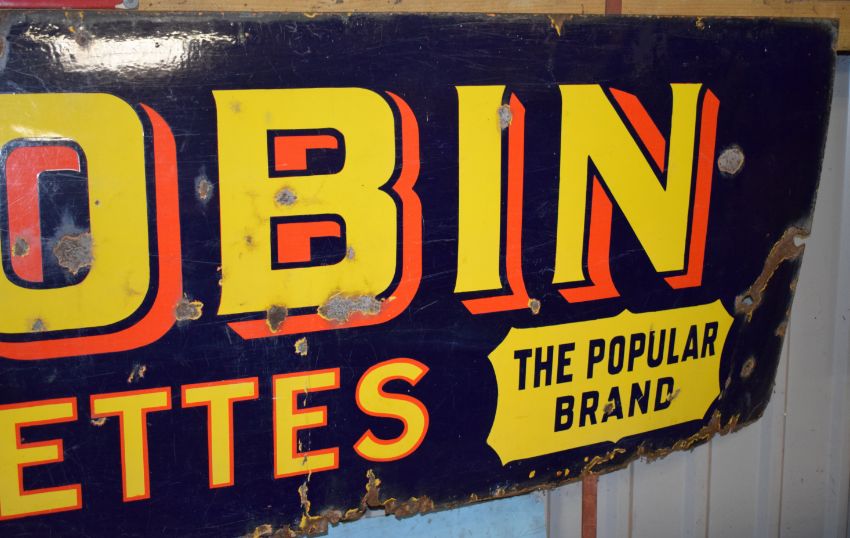 OBIN
ETTES
THE POPULAR
BRAND